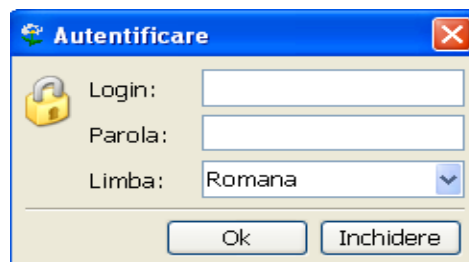 Autentificare
Login:
Parola:
Limba: Romana
Ok Inchidere